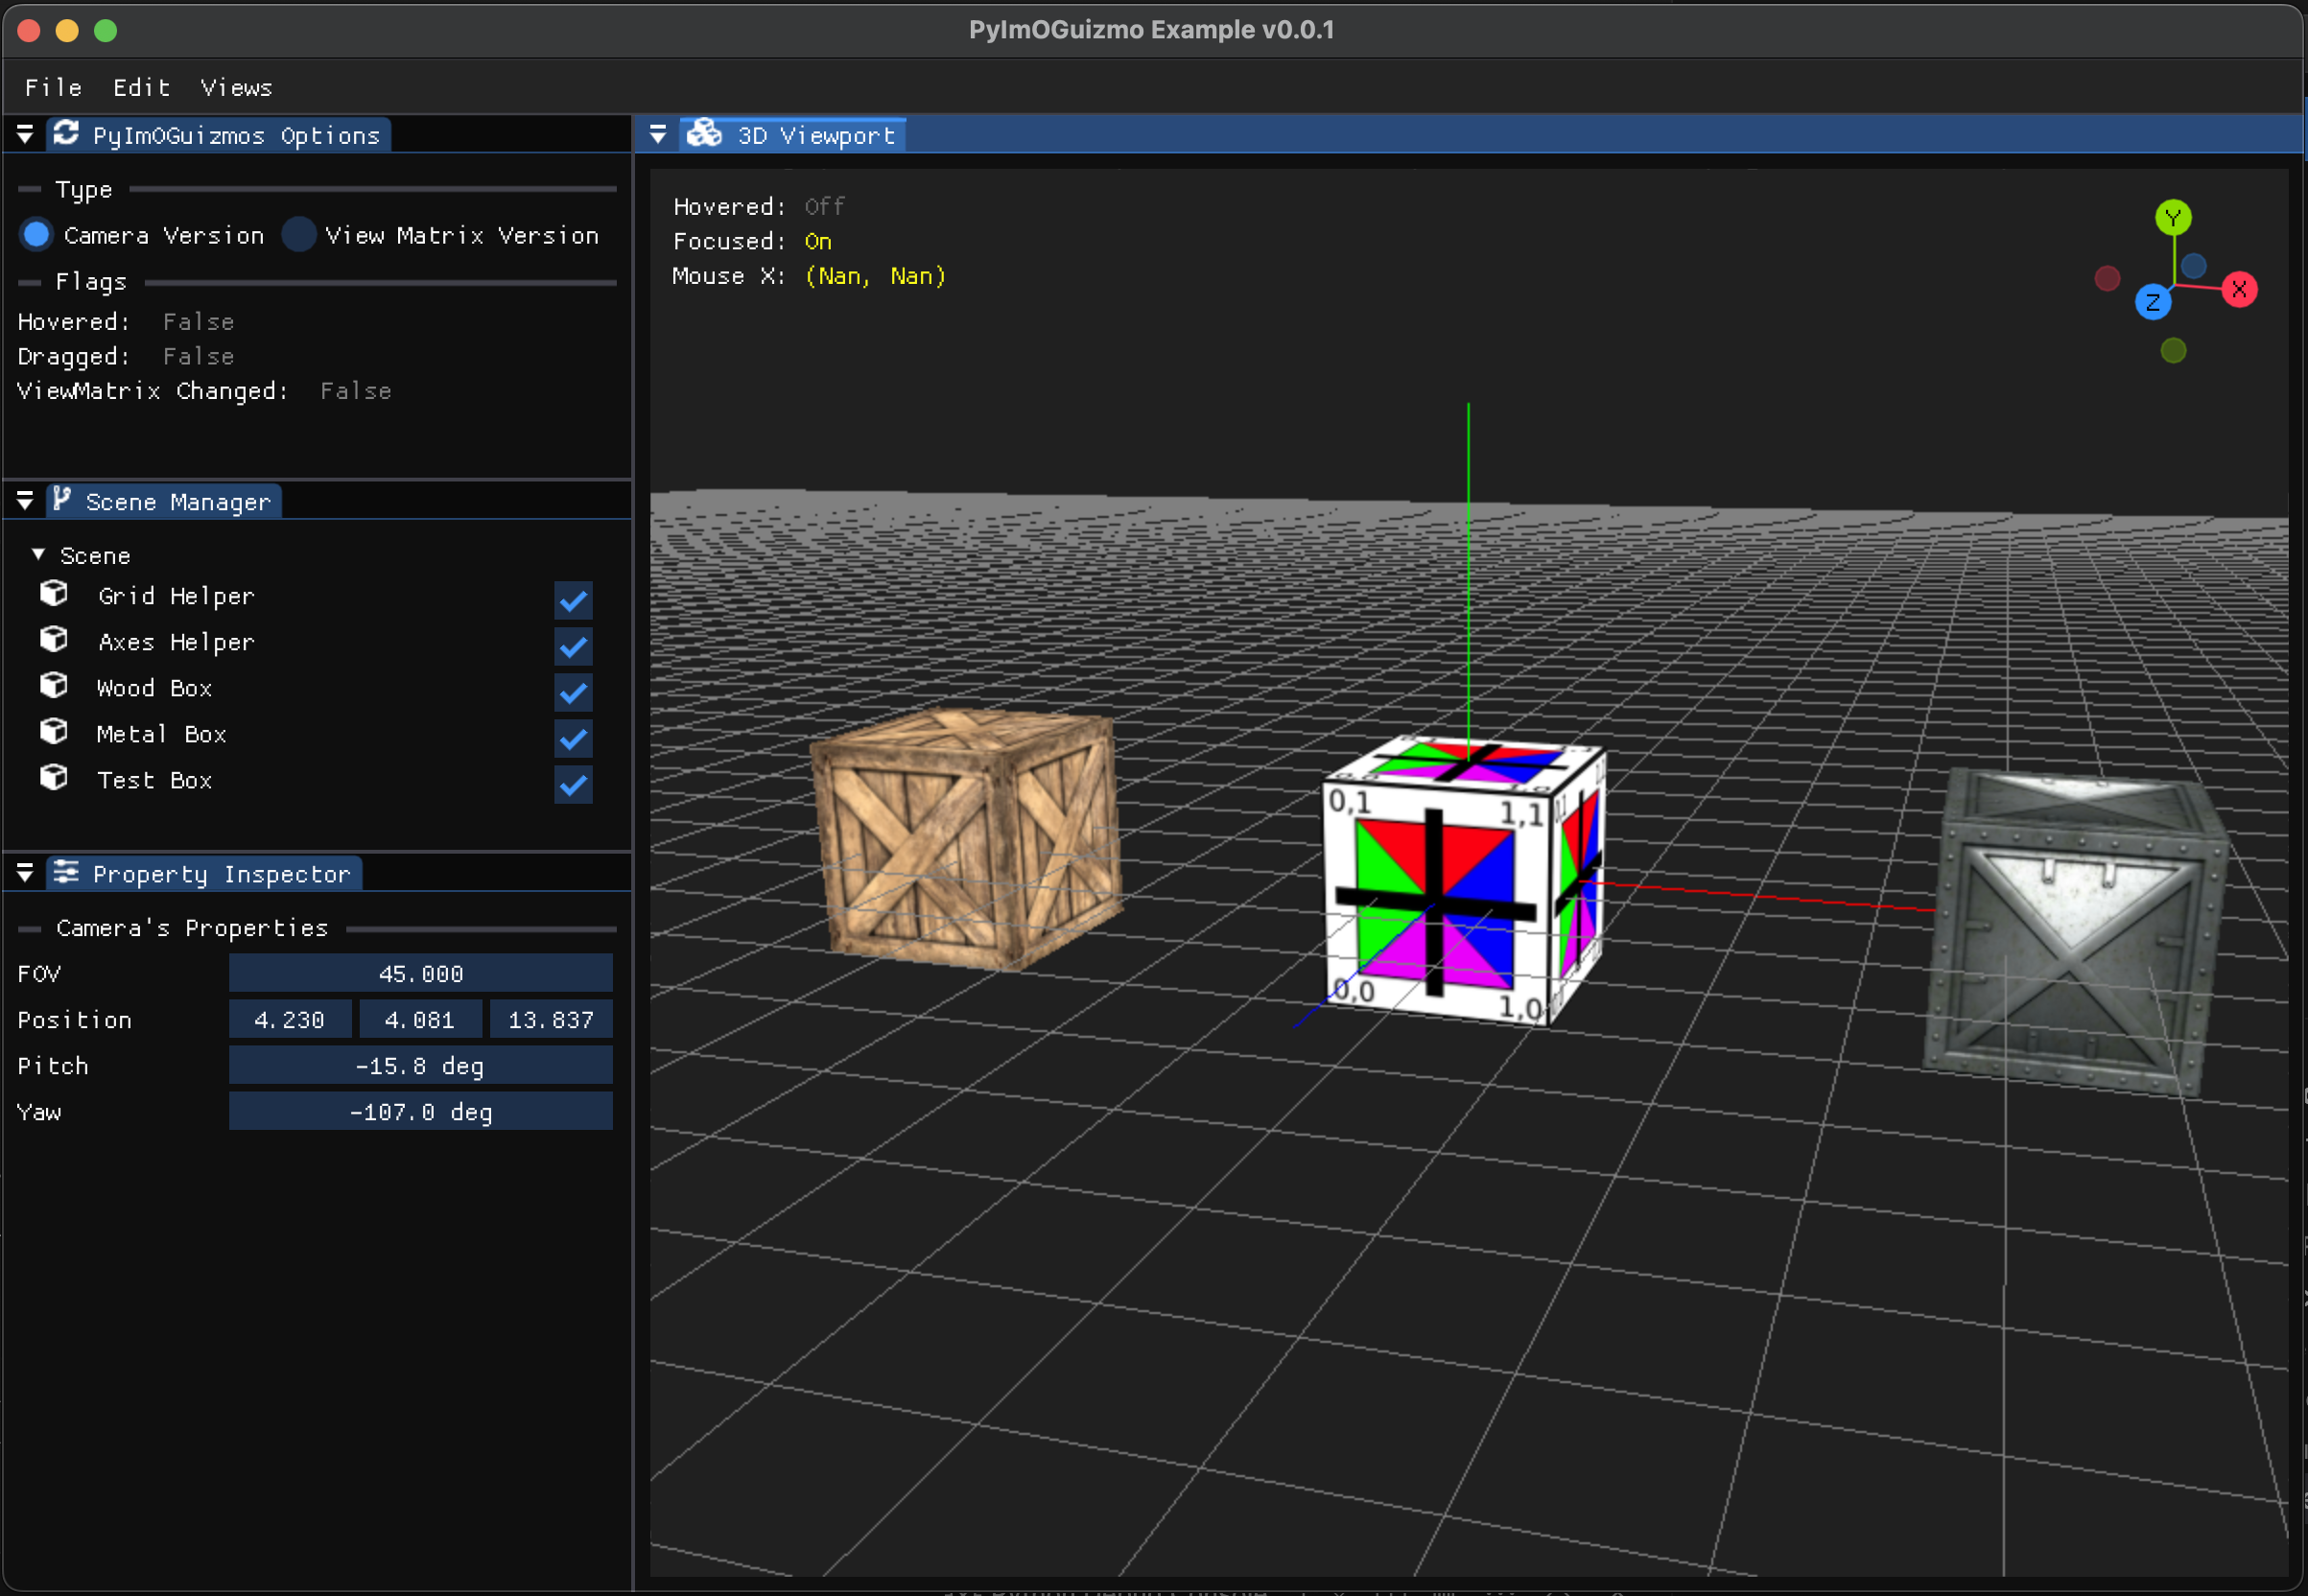 PyImOGuizmo Example v0.0.1
File Edit Views
PyImOGuizmos Options
Type
Camera Version View Matrix Version
Flags
Hovered: False
Dragged: False
ViewMatrix Changed: False
Scene Manager
Scene
Grid Helper
Axes Helper
Wood Box
Metal Box
Test Box
Property Inspector
Camera's Properties
FOV 45.000
Position 4.230 4.081 13.837
Pitch -15.8 deg
Yaw -107.0 deg
3D Viewport
Hovered: Off
Focused: On
Mouse X: (Nan, Nan)
Y
X
Z
0,1 1,1
0,0 1,0